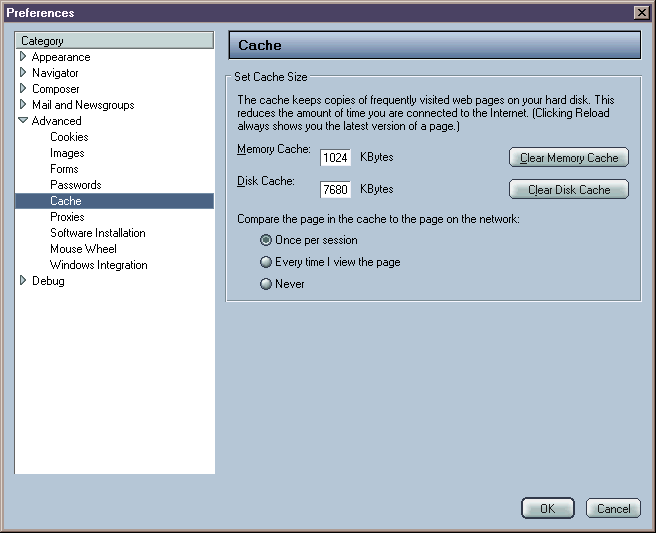 Preferences
Category
Appearance
Navigator
Composer
Mail and Newsgroups
Advanced
Cookies
Images
Forms
Passwords
Cache
Proxies
Software Installation
Mouse Wheel
Windows Integration
Debug
Cache
Set Cache Size
The cache keeps copies of frequently visited web pages on your hard disk. This
reduces the amount of time you are connected to the Internet. (Clicking Reload
always shows you the latest version of a page.)
Memory Cache: 1024 KBytes Clear Memory Cache
Disk Cache: 7680 KBytes Clear Disk Cache
Compare the page in the cache to the page on the network:
Once per session
Every time I view the page
Never
OK Cancel